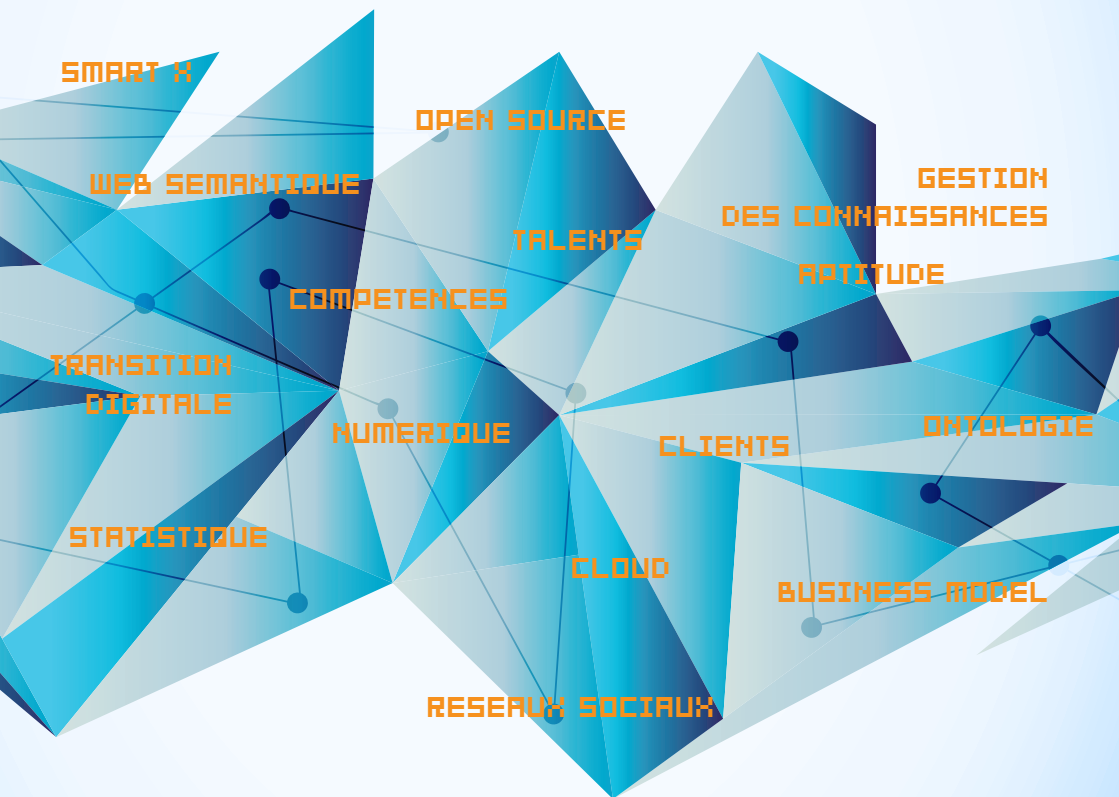 SMART X
OPEN SOURCE
WEB SEMANTIQUE
GESTION
DES CONNAISSANCES
TALENTS
APTITUDE
COMPETENCES
TRANSITION
DIGITALE
NUMERIQUE
ONTOLOGIE
CLIENTS
STATISTIQUE
CLOUD
BUSINESS MODEL
RESEAUX SOCIAUX